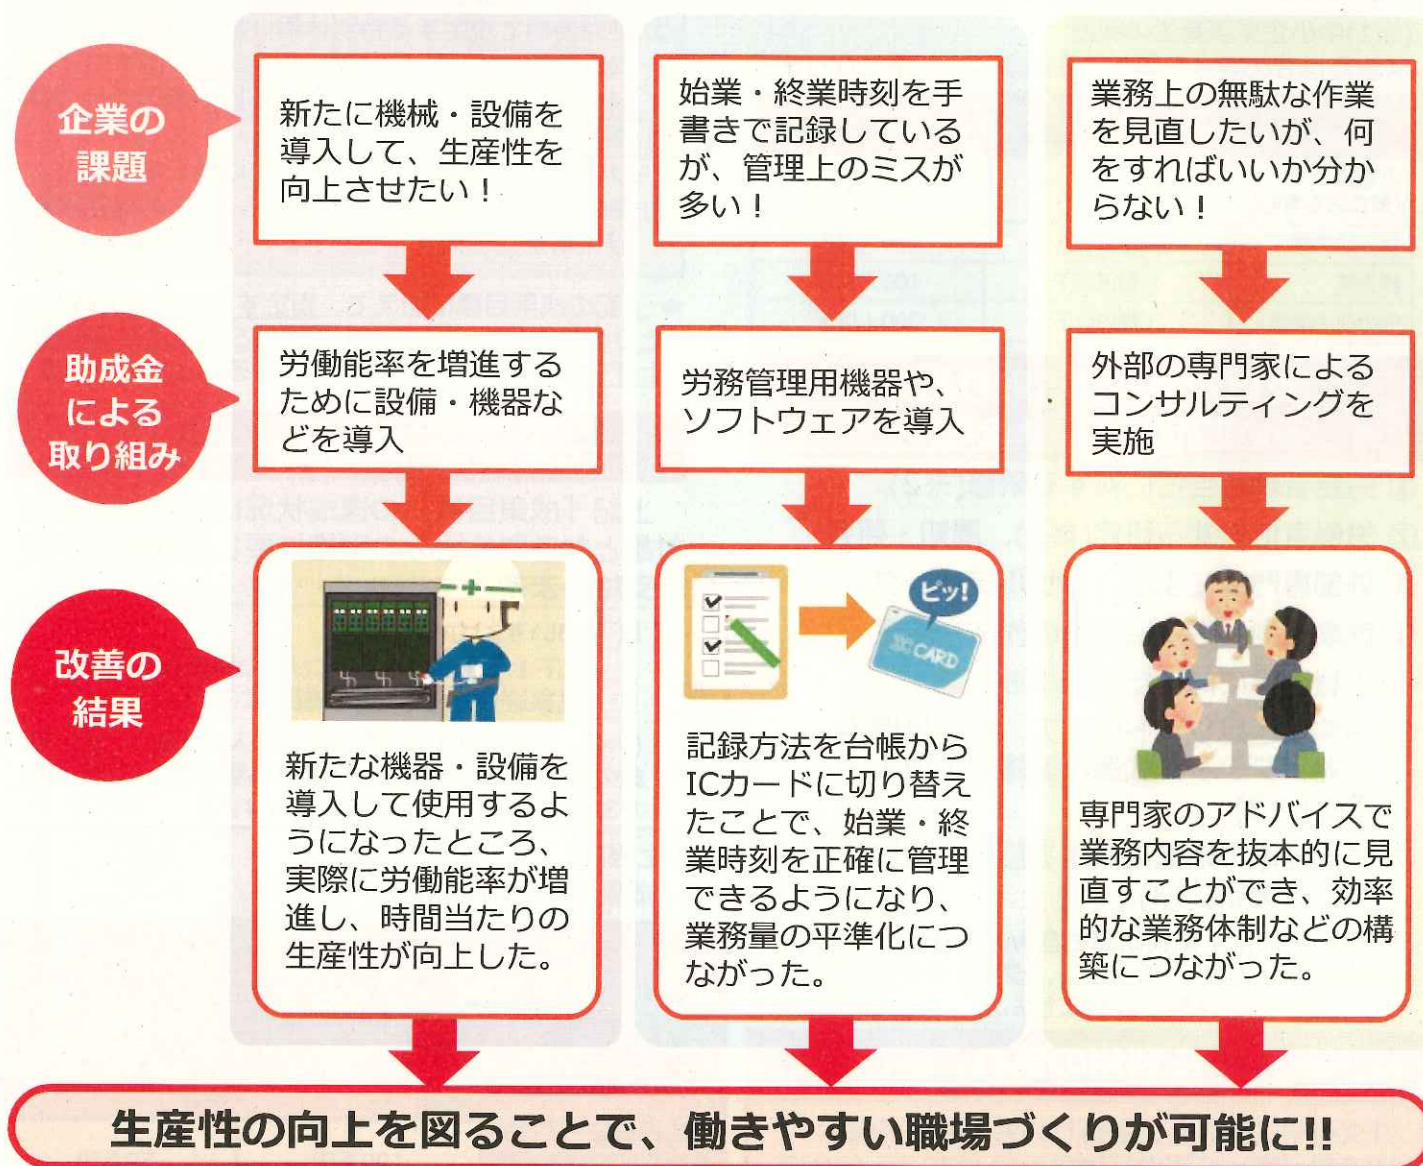 企業の
課題
新たに機械・設備を
導入して、生産性を
向上させたい！
始業・終業時刻を手
書きで記録している
が、管理上のミスが
多い！
業務上の無駄な作業
を見直したいが、何
をすればいいか分か
らない！
助成金
による
取り組み
労働能率を増進する
ために設備・機器な
どを導入
労務管理用機器や、
ソフトウェアを導入
外部の専門家による
コンサルティングを
実施
改善の
結果
ピッ!
IC CARD
新たな機器・設備を
導入して使用するよ
うになったところ、
実際に労働能率が増
進し、時間当たりの
生産性が向上した。
記録方法を台帳から
ICカードに切り替え
たことで、始業・終
業時刻を正確に管理
できるようになり、
業務量の平準化につ
ながった。
専門家のアドバイスで
業務内容を抜本的に見
直すことができ、効率
的な業務体制などの構
築につながった。
生産性の向上を図ることで、働きやすい職場づくりが可能に!!